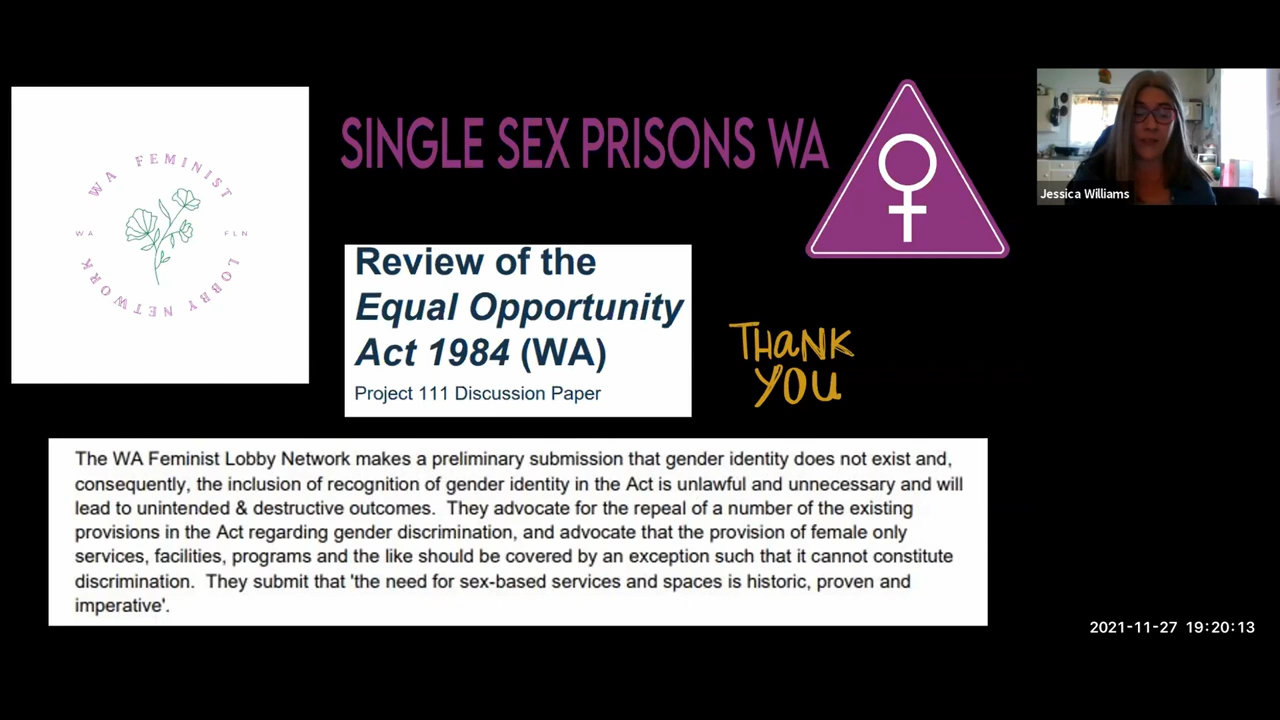 WA FEMINIST LOBBY NETWORK
WA
FLN
SINGLE SEX PRISONS WA
Jessica Williams
Review of the
Equal Opportunity
Act 1984 (WA)
Project 111 Discussion Paper
THaNK
YOU
The WA Feminist Lobby Network makes a preliminary submission that gender identity does not exist and,
consequently, the inclusion of recognition of gender identity in the Act is unlawful and unnecessary and will
lead to unintended & destructive outcomes. They advocate for the repeal of a number of the existing
provisions in the Act regarding gender discrimination, and advocate that the provision of female only
services, facilities, programs and the like should be covered by an exception such that it cannot constitute
discrimination. They submit that 'the need for sex-based services and spaces is historic, proven and
imperative'.
2021-11-27 19:20:13